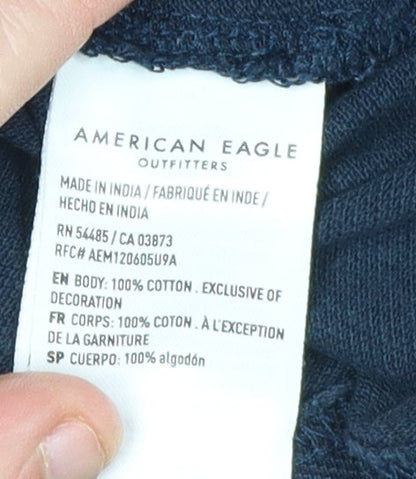 AMERICAN EAGLE
OUTFITTERS
MADE IN INDIA / FABRIQUÉ EN INDE /
HECHO EN INDIA
RN 54485 / CA 03873
RFC# AEM120605U9A
EN BODY: 100% COTTON . EXCLUSIVE OF
DECORATION
FR CORPS: 100% COTON . À L'EXCEPTION
DE LA GARNITURE
SP CUERPO: 100% algodón